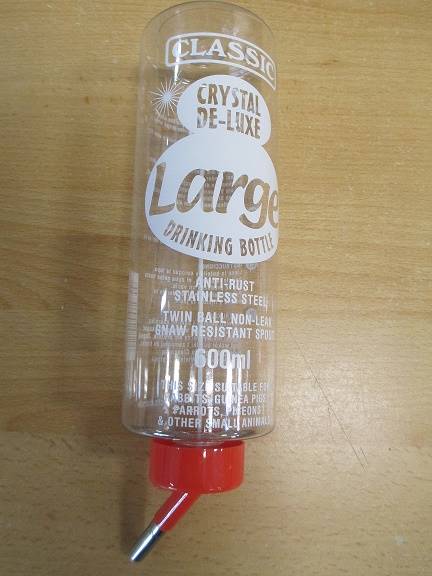 CLASSIC
CRYSTAL
DE-LUXE
Large
DRINKING BOTTLE
ANTI-RUST
STAINLESS STEEL
TWIN BALL NON-LEAK
GNAW RESISTANT SPOUT
600ml
THIS SIZE SUITABLE FOR
RABBITS, GUINEA PIGS
PARROTS, PIGEONS
& OTHER SMALL ANIMALS